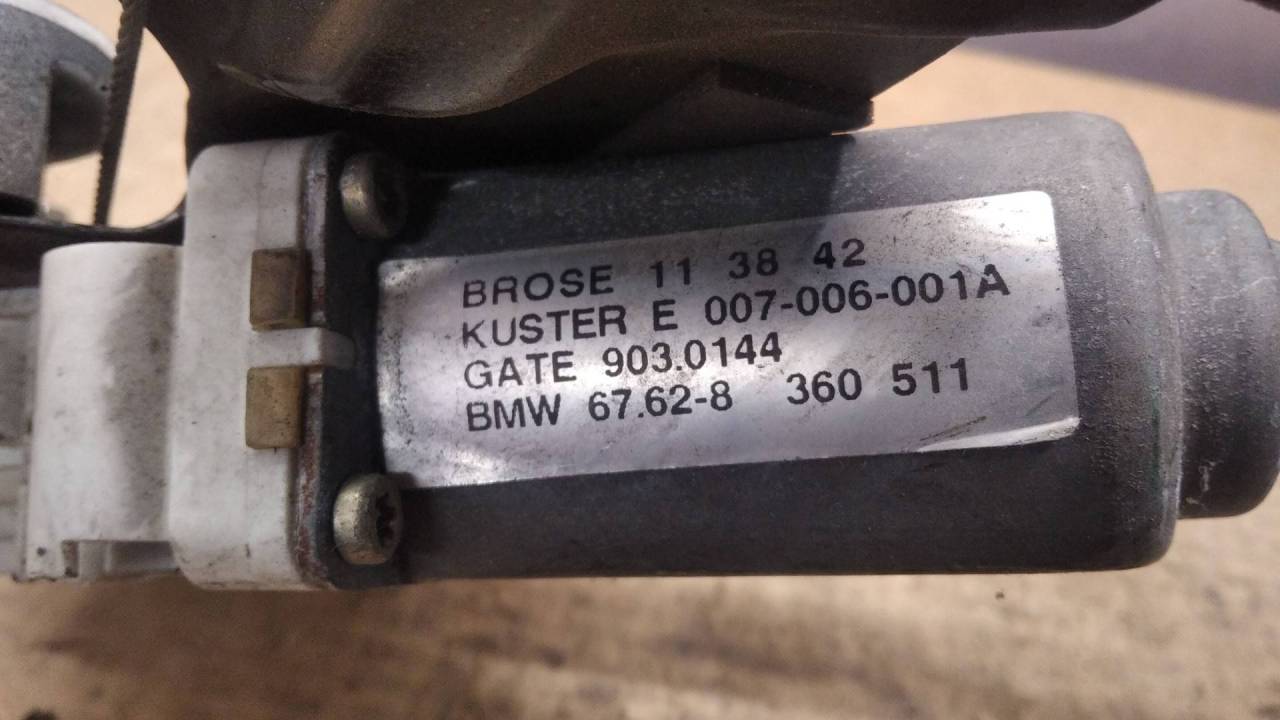 BROSE 11 38 42
KUSTER E 007-006-001A
GATE 903.0144
BMW 67.62-8 360 511